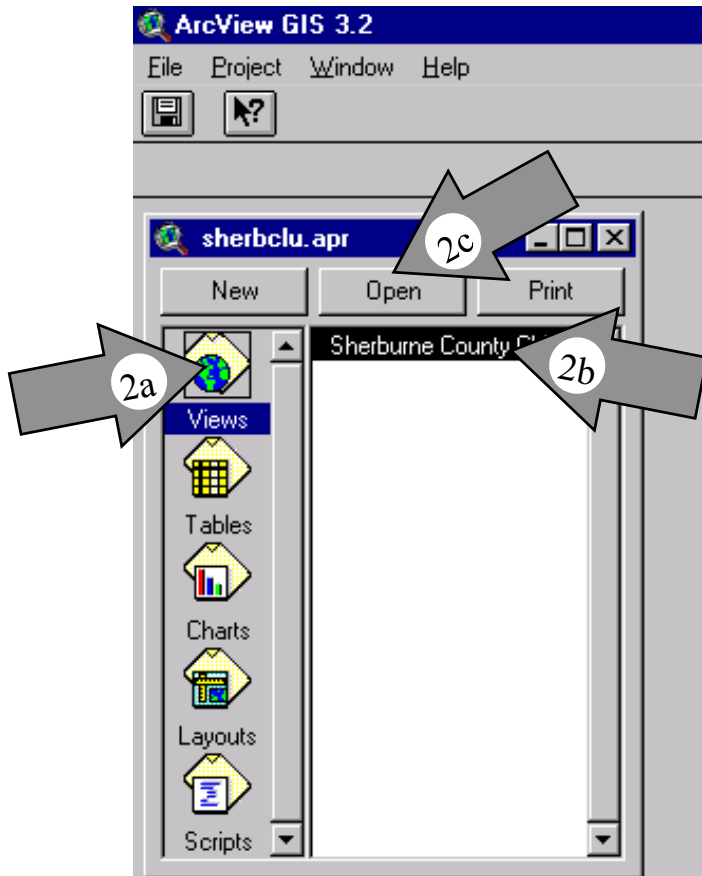 ArcView GIS 3.2
File Project Window Help
sherbclu.apr
2c
New Open Print
Sherburne County
2a
2b
Views
Tables
Charts
Layouts
Scripts